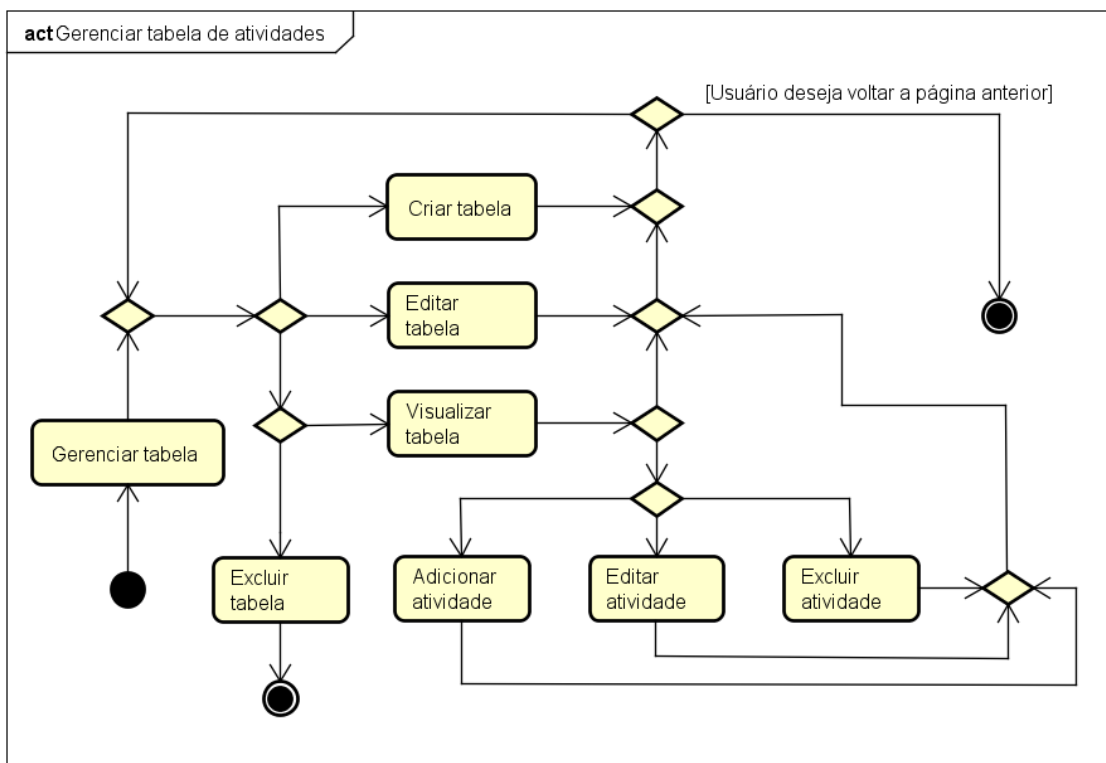 act Gerenciar tabela de atividades
[Usuário deseja voltar a página anterior]
Criar tabela
Editar
tabela
Visualizar
tabela
Gerenciar tabela
Excluir
tabela
Adicionar
atividade
Editar
atividade
Excluir
atividade